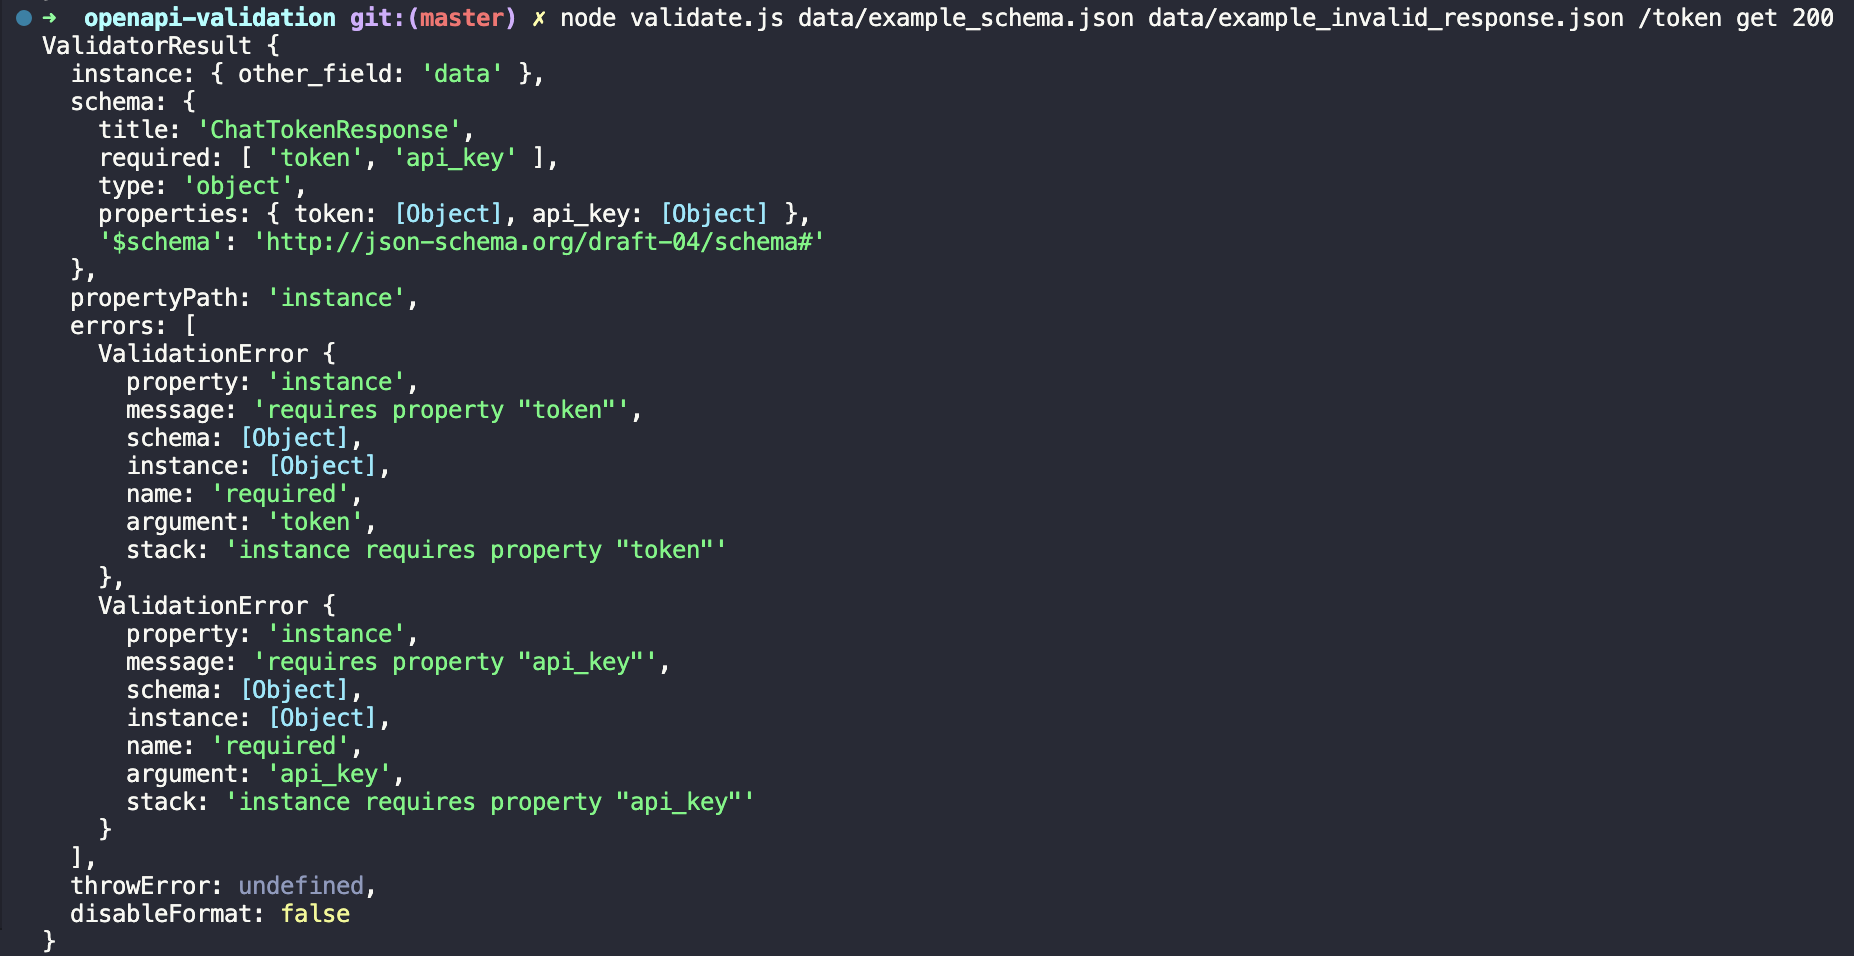 ➜  openapi-validation git:(master) ✗ node validate.js data/example_schema.json data/example_invalid_response.json /token get 200
ValidatorResult {
  instance: { other_field: 'data' },
  schema: {
    title: 'ChatTokenResponse',
    required: [ 'token', 'api_key' ],
    type: 'object',
    properties: { token: [Object], api_key: [Object] },
    '$schema': 'http://json-schema.org/draft-04/schema#'
  },
  propertyPath: 'instance',
  errors: [
    ValidationError {
      property: 'instance',
      message: 'requires property "token"',
      schema: [Object],
      instance: [Object],
      name: 'required',
      argument: 'token',
      stack: 'instance requires property "token"'
    },
    ValidationError {
      property: 'instance',
      message: 'requires property "api_key"',
      schema: [Object],
      instance: [Object],
      name: 'required',
      argument: 'api_key',
      stack: 'instance requires property "api_key"'
    }
  ],
  throwError: undefined,
  disableFormat: false
}